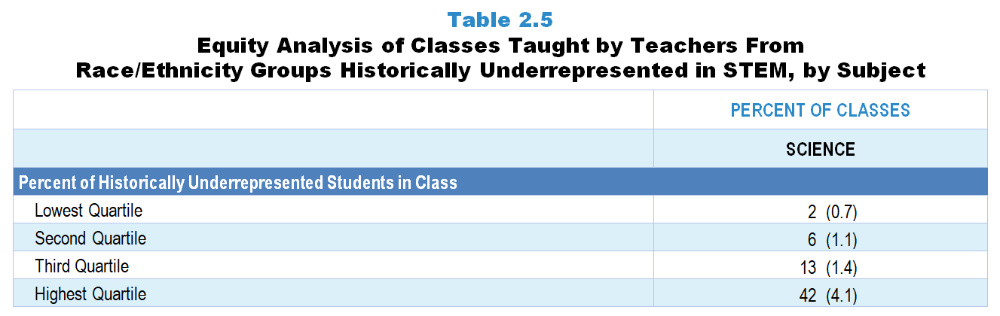 Table 2.5
Equity Analysis of Classes Taught by Teachers From
Race/Ethnicity Groups Historically Underrepresented in STEM, by Subject
PERCENT OF CLASSES
SCIENCE
Percent of Historically Underrepresented Students in Class
Lowest Quartile 2 (0.7)
Second Quartile 6 (1.1)
Third Quartile 13 (1.4)
Highest Quartile 42 (4.1)